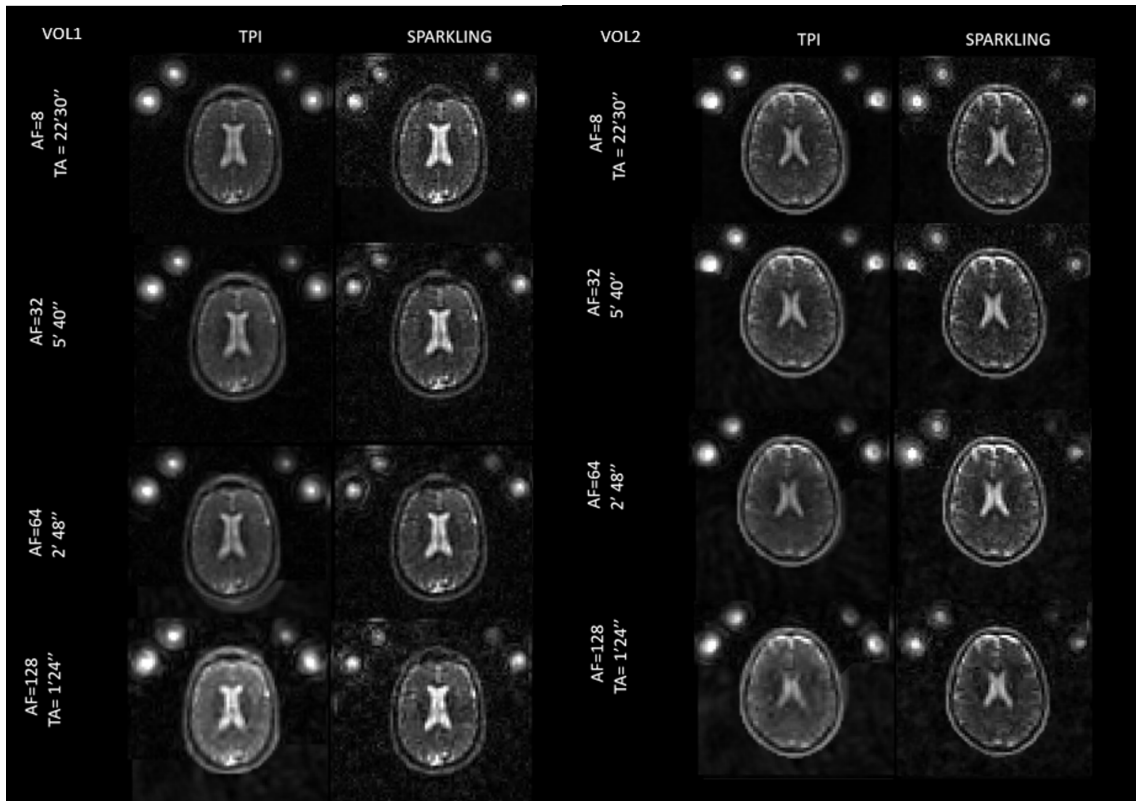 VOL1
TPI
SPARKLING
AF=8
TA = 22’30’’
AF=32
5’ 40’’
AF=64
2’ 48’’
AF=128
TA= 1’24’’
VOL2
TPI
SPARKLING
AF=8
TA = 22’30’’
AF=32
5’ 40’’
AF=64
2’ 48’’
AF=128
TA= 1’24’’